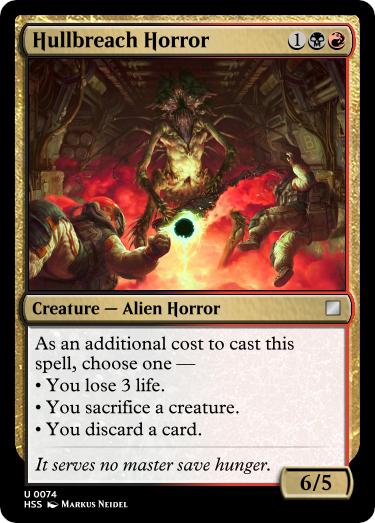 Hullbreach Horror 1
Creature — Alien Horror
As an additional cost to cast this
spell, choose one —
• You lose 3 life.
• You sacrifice a creature.
• You discard a card.
It serves no master save hunger.
6/5
U 0074
HSS Markus Neidel